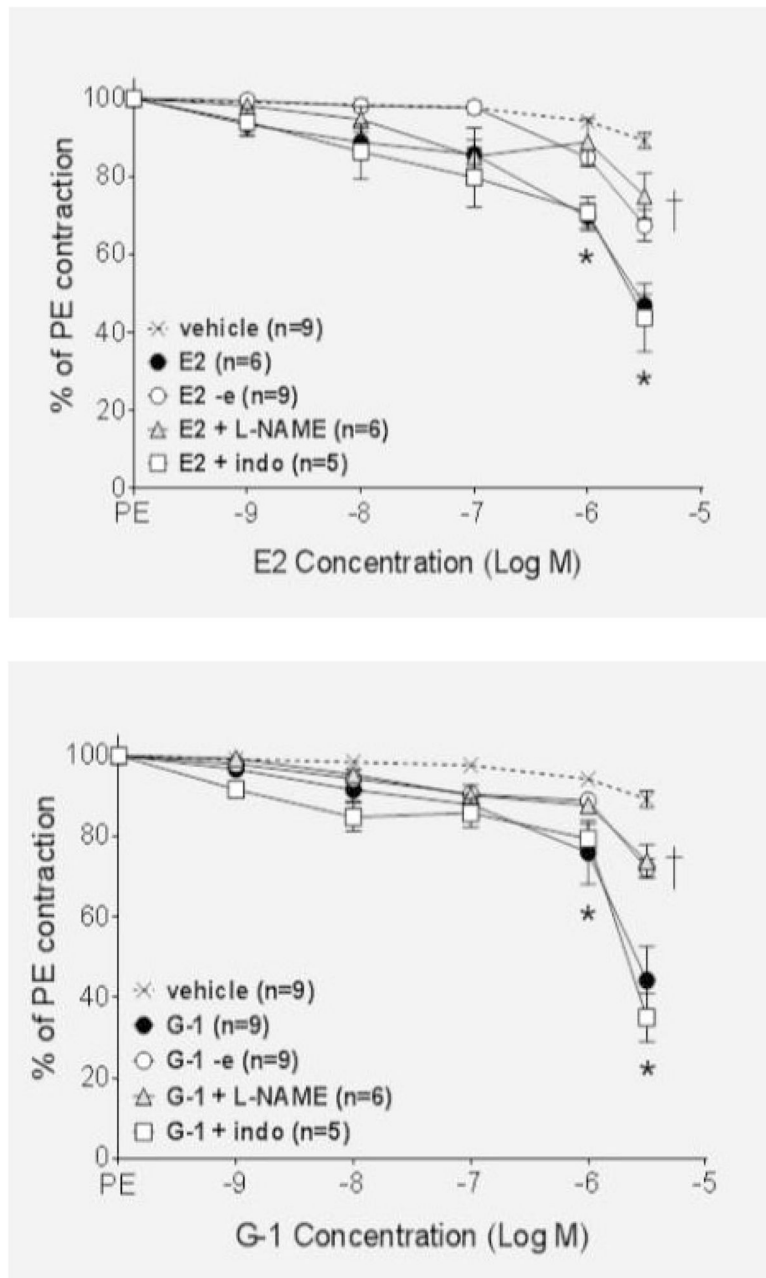 % of PE contraction
100
80
60
40
20
0
vehicle (n=9)
E2 (n=6)
E2 -e (n=9)
E2 + L-NAME (n=6)
E2 + indo (n=5)
†
*
*
PE -9 -8 -7 -6 -5
E2 Concentration (Log M)
% of PE contraction
100
80
60
40
20
0
vehicle (n=9)
G-1 (n=9)
G-1 -e (n=9)
G-1 + L-NAME (n=6)
G-1 + indo (n=5)
†
*
*
PE -9 -8 -7 -6 -5
G-1 Concentration (Log M)